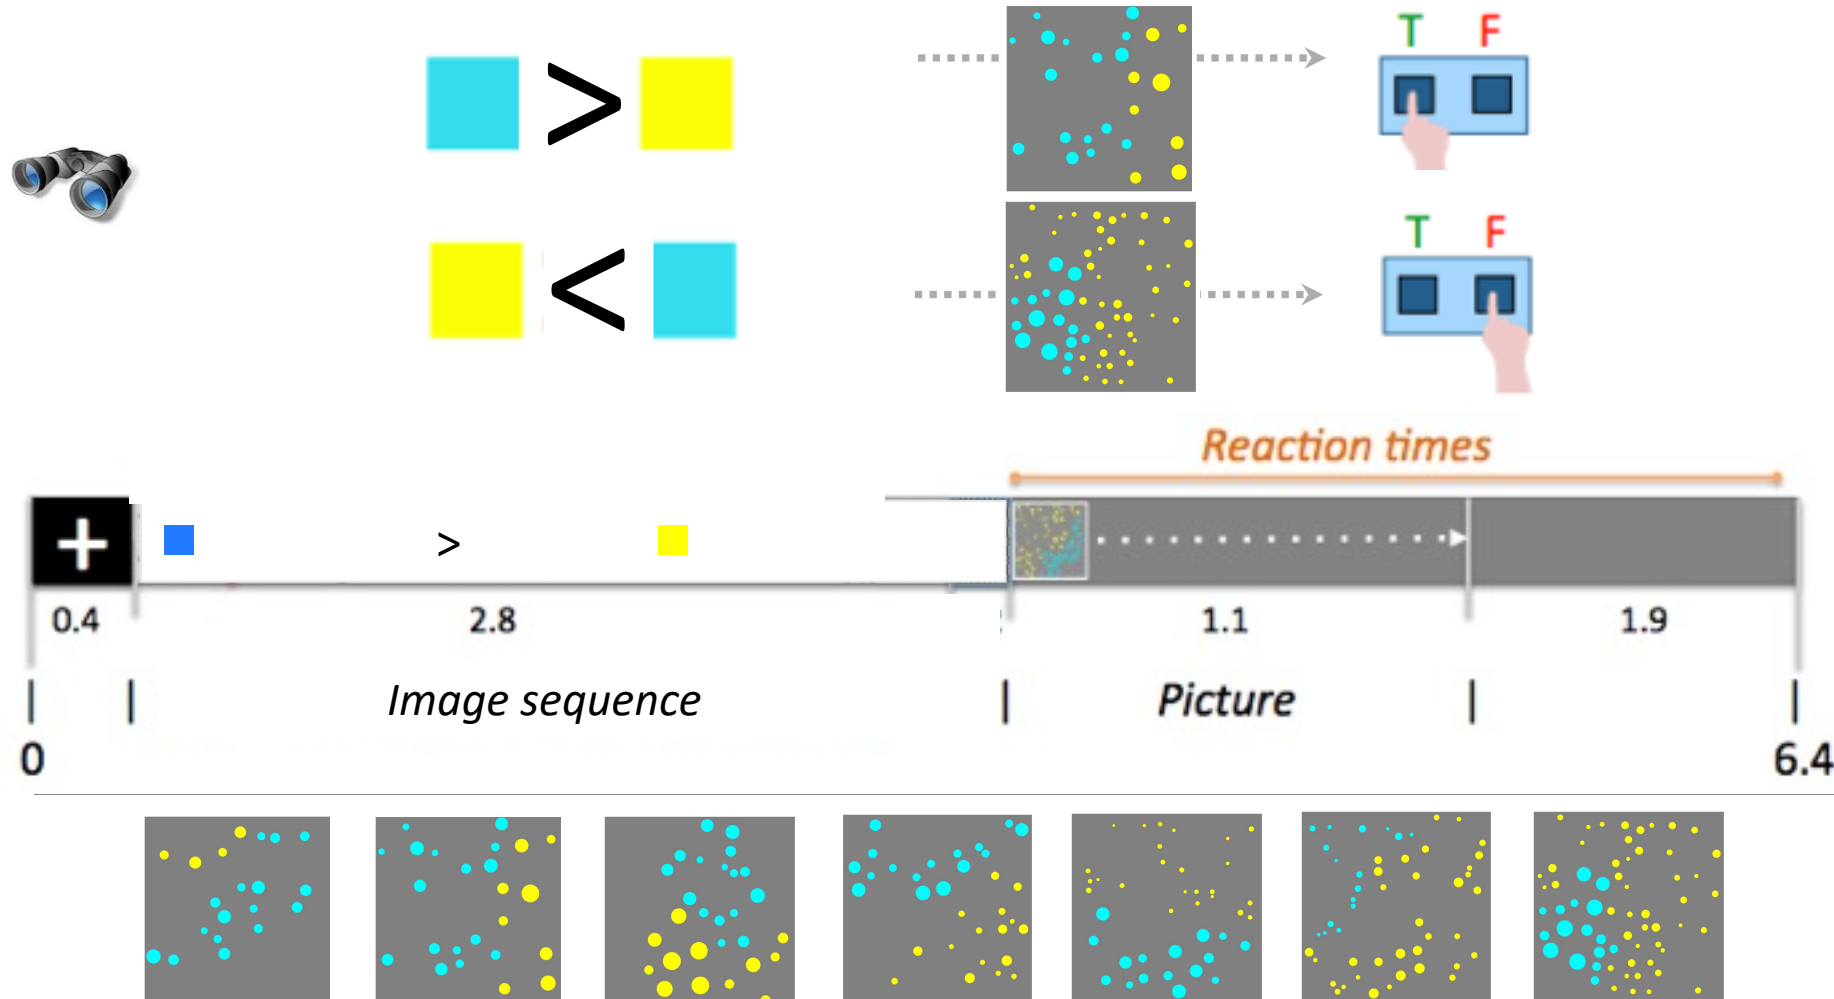 T F
>
T F
<
Reaction times
+
>
0.4 2.8 1.1 1.9
Image sequence Picture
0 6.4